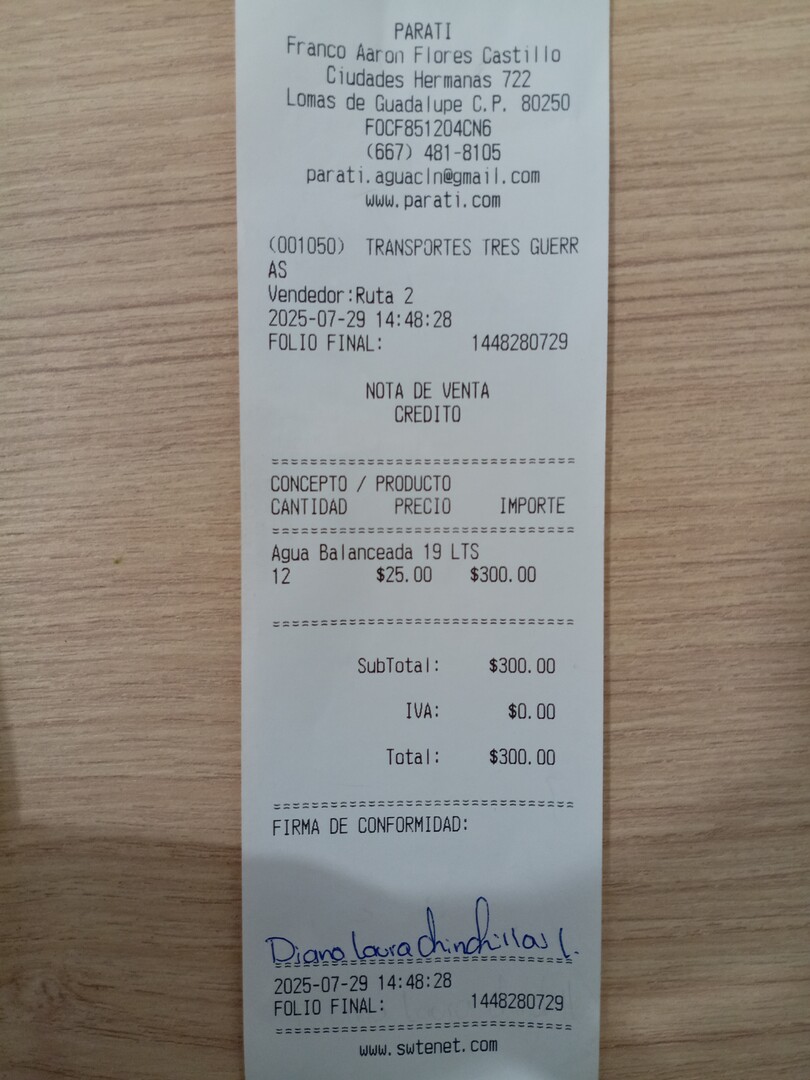 PARATI
Franco Aaron Flores Castillo
Ciudades Hermanas 722
Lomas de Guadalupe C.P. 80250
FOCF851204CN6
(667) 481-8105
parati.aguacln@gmail.com
www.parati.com
(001050) TRANSPORTES TRES GUERR
AS
Vendedor:Ruta 2
2025-07-29 14:48:28
FOLIO FINAL: 1448280729
NOTA DE VENTA
CREDITO
================================
CONCEPTO / PRODUCTO
CANTIDAD PRECIO IMPORTE
================================
Agua Balanceada 19 LTS
12 $25.00 $300.00
================================
SubTotal: $300.00
IVA: $0.00
Total: $300.00
================================
FIRMA DE CONFORMIDAD:
Diana Laura Chinchillas L.
================================
2025-07-29 14:48:28
FOLIO FINAL: 1448280729
================================
www.swtenet.com